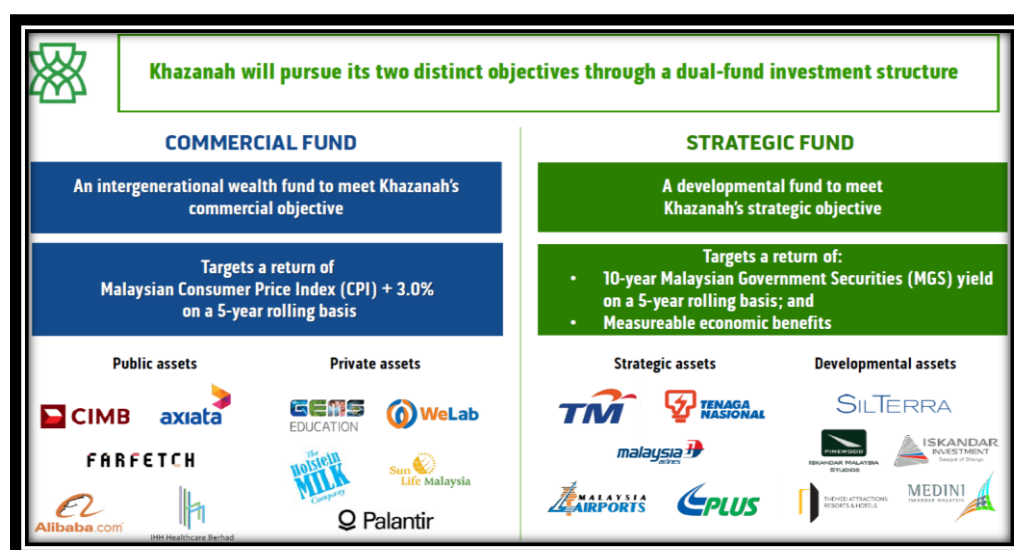 Khazanah will pursue its two distinct objectives through a dual-fund investment structure
COMMERCIAL FUND
An intergenerational wealth fund to meet Khazanah's
commercial objective
Targets a return of
Malaysian Consumer Price Index (CPI) + 3.0%
on a 5-year rolling basis
Public assets
Private assets
CIMB
axiata
GEMS
EDUCATION
WeLab
FARFETCH
The
Holstein
MILK
Company
Sun
Life Malaysia
Alibaba.com
IHH Healthcare Berhad
Palantir
STRATEGIC FUND
A developmental fund to meet
Khazanah's strategic objective
Targets a return of:
• 10-year Malaysian Government Securities (MGS) yield
on a 5-year rolling basis; and
• Measureable economic benefits
Strategic assets
Developmental assets
TM
TENAGA
NASIONAL
SILTERRA
malaysia
airlines
PINEWOOD
ISKANDAR MALAYSIA
STUDIOS
ISKANDAR
INVESTMENT
MALAYSIA
AIRPORTS
PLUS
THEMED ATTRACTIONS
RESORTS & HOTELS
MEDINI
ISKANDAR MALAYSIA